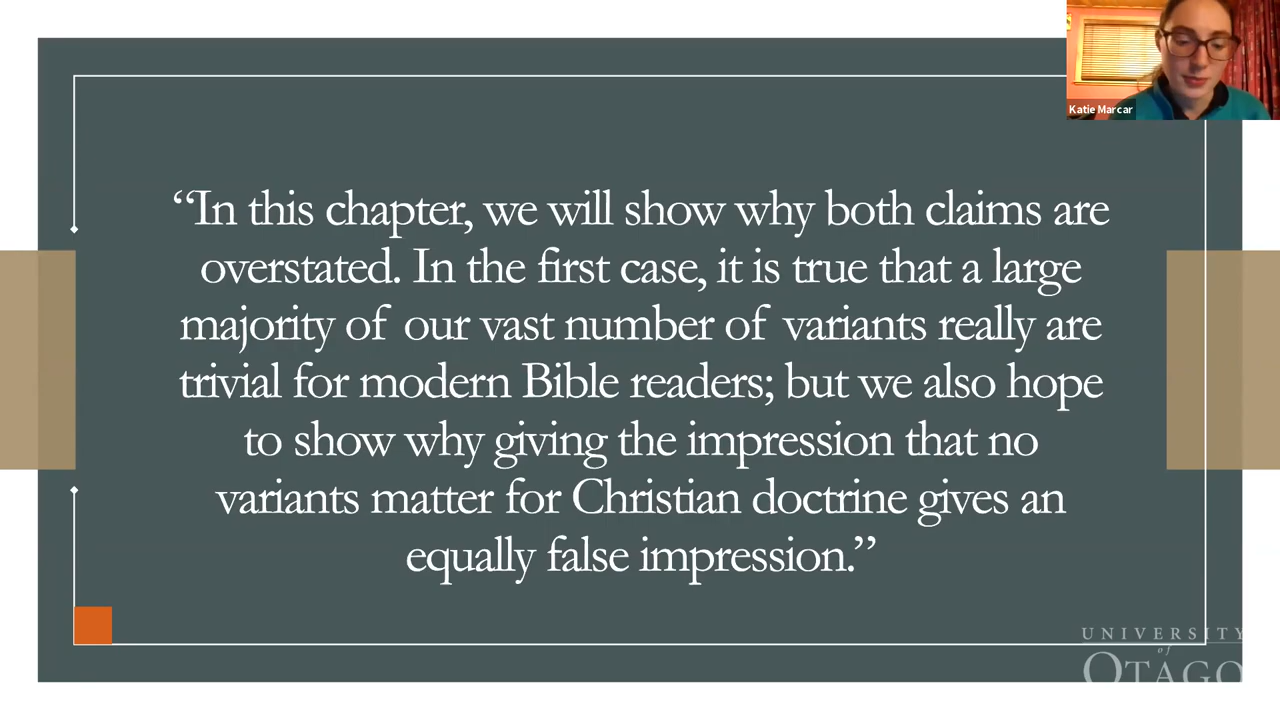 Katie Marcar
“In this chapter, we will show why both claims are
overstated. In the first case, it is true that a large
majority of our vast number of variants really are
trivial for modern Bible readers; but we also hope
to show why giving the impression that no
variants matter for Christian doctrine gives an
equally false impression.”
UNIVERSITY
of
OTAGO